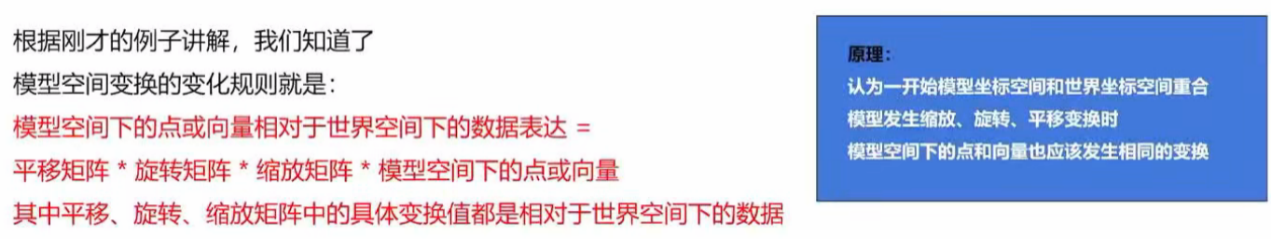 根据刚才的例子讲解，我们知道了
模型空间变换的变化规则就是：
模型空间下的点或向量相对于世界空间下的数据表达 =
平移矩阵 * 旋转矩阵 * 缩放矩阵 * 模型空间下的点或向量
其中平移、旋转、缩放矩阵中的具体变换值都是相对于世界空间下的数据
原理：
认为一开始模型坐标空间和世界坐标空间重合
模型发生缩放、旋转、平移变换时
模型空间下的点和向量也应该发生相同的变换